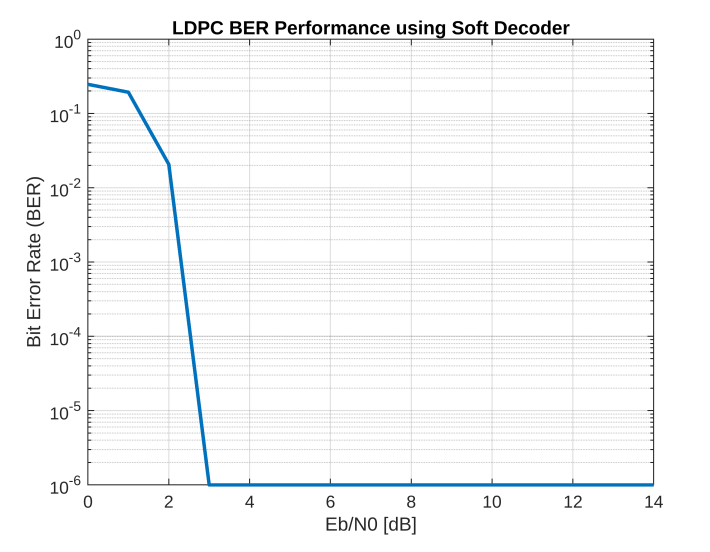 LDPC BER Performance using Soft Decoder
10^0
10^-1
10^-2
10^-3
10^-4
10^-5
10^-6
Bit Error Rate (BER)
0 2 4 6 8 10 12 14
Eb/N0 [dB]